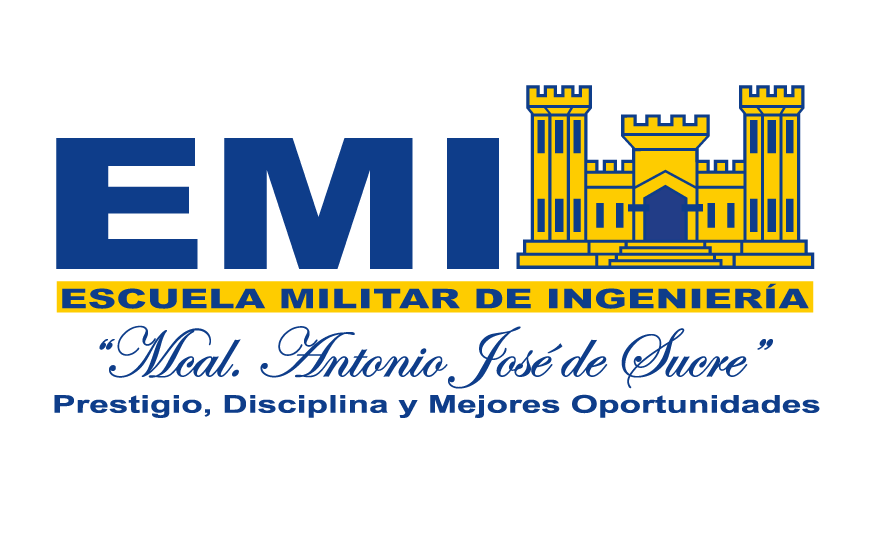 EMI
ESCUELA MILITAR DE INGENIERÍA
“Mcal. Antonio José de Sucre”
Prestigio, Disciplina y Mejores Oportunidades